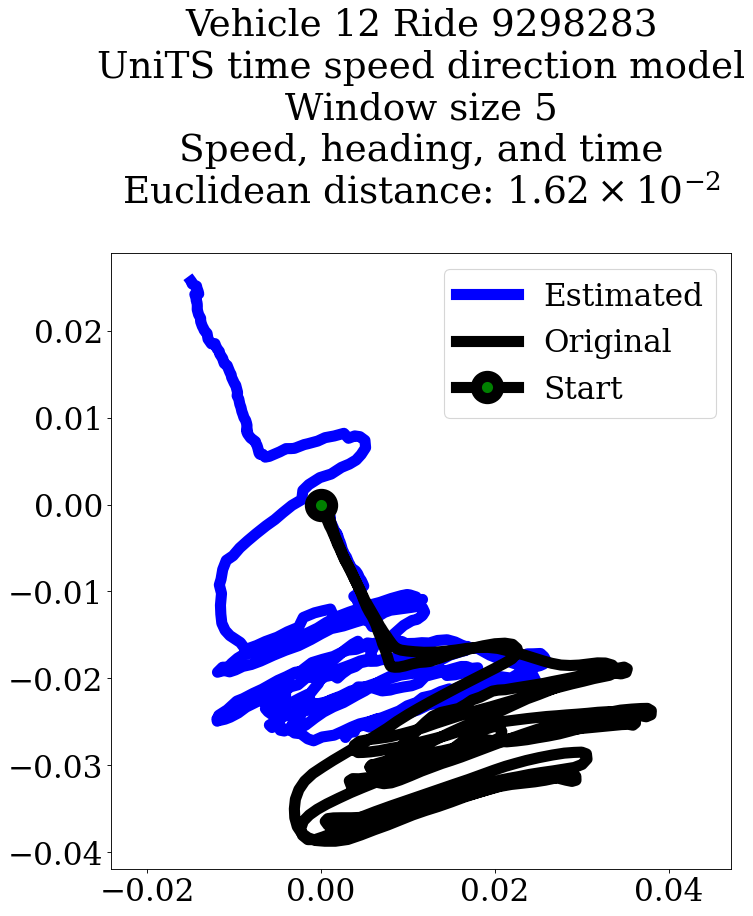 Vehicle 12 Ride 9298283
UniTS time speed direction model
Window size 5
Speed, heading, and time
Euclidean distance: 1.62 × 10⁻²
Estimated
Original
Start
0.02
0.01
0.00
−0.01
−0.02
−0.03
−0.04
−0.02 0.00 0.02 0.04